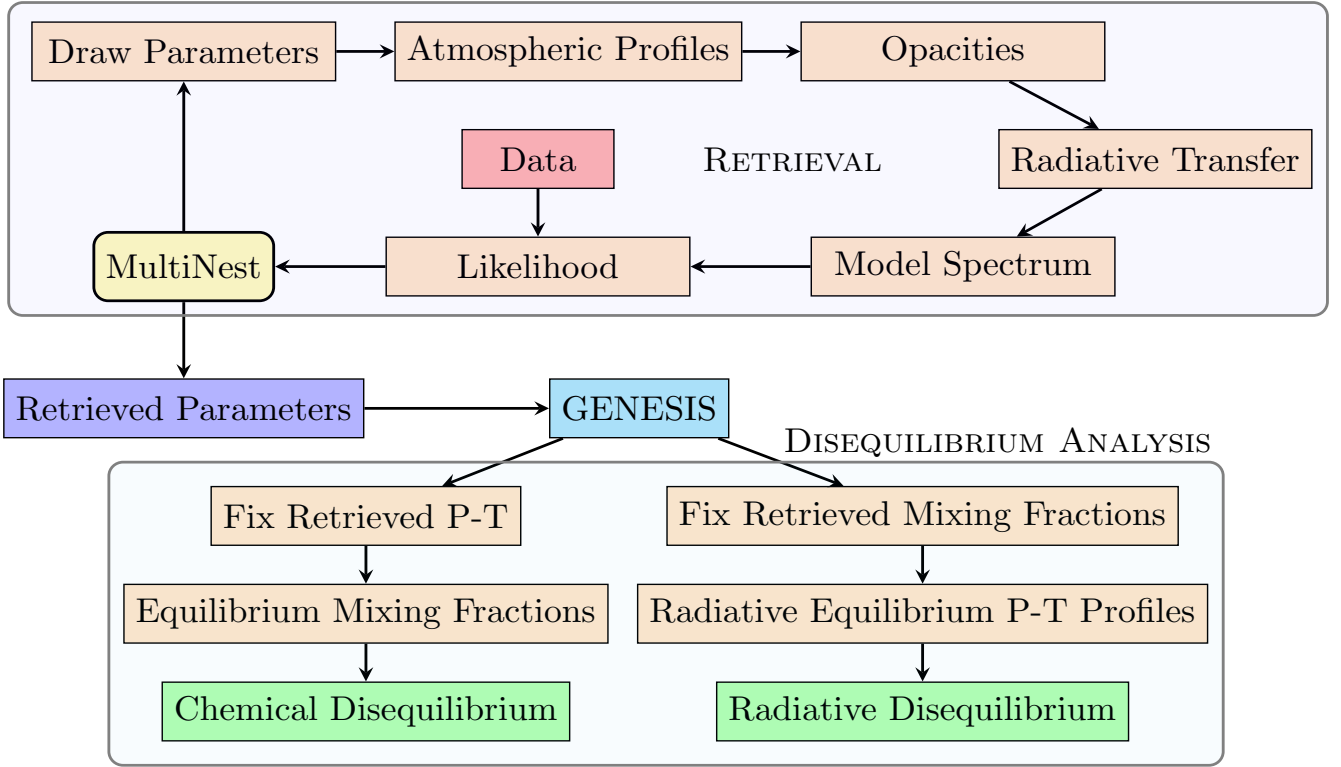 Draw Parameters
Atmospheric Profiles
Opacities
Data
RETRIEVAL
Radiative Transfer
MultiNest
Likelihood
Model Spectrum
Retrieved Parameters
GENESIS
DISEQUILIBRIUM ANALYSIS
Fix Retrieved P-T
Fix Retrieved Mixing Fractions
Equilibrium Mixing Fractions
Radiative Equilibrium P-T Profiles
Chemical Disequilibrium
Radiative Disequilibrium